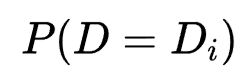 P(D = D_i)